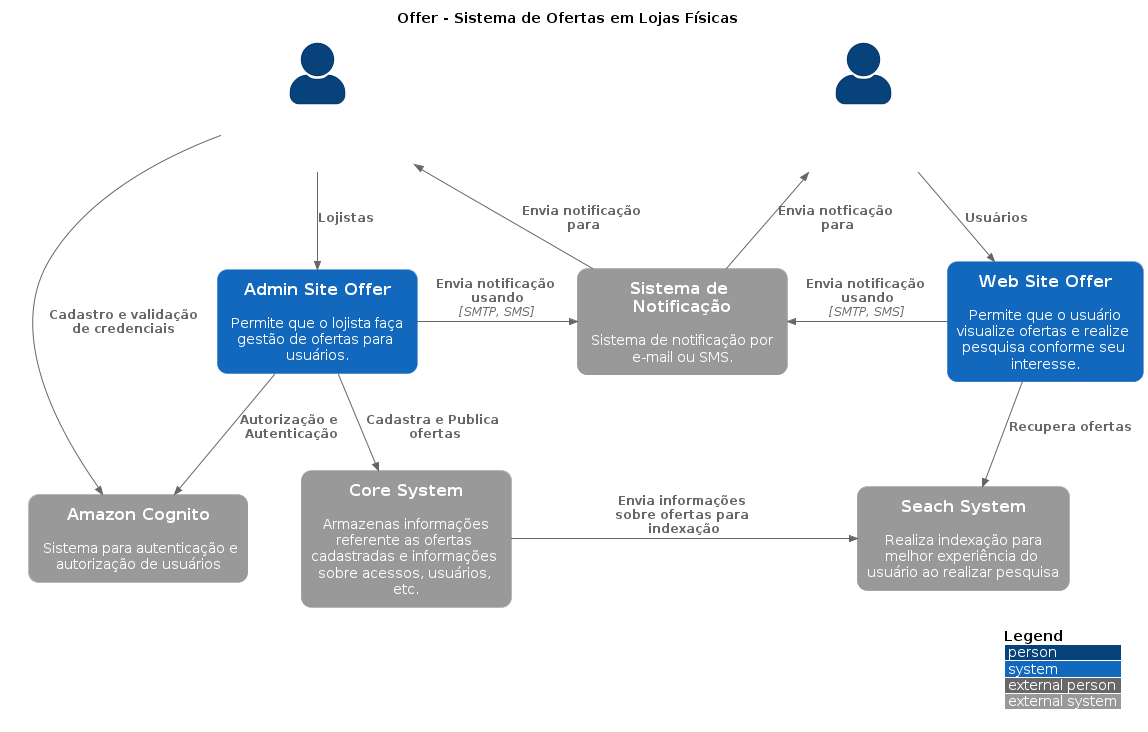 Offer - Sistema de Ofertas em Lojas Físicas
Envia notificação
para
Envia notficação
para
Lojistas
Usuários
Cadastro e validação
de credenciais
Admin Site Offer
Permite que o lojista faça
gestão de ofertas para
usuários.
Envia notificação
usando
[SMTP, SMS]
Sistema de
Notificação
Sistema de notificação por
e-mail ou SMS.
Envia notificação
usando
[SMTP, SMS]
Web Site Offer
Permite que o usuário
visualize ofertas e realize
pesquisa conforme seu
interesse.
Autorização e
Autenticação
Cadastra e Publica
ofertas
Recupera ofertas
Amazon Cognito
Sistema para autenticação e
autorização de usuários
Core System
Armazenas informações
referente as ofertas
cadastradas e informações
sobre acessos, usuários,
etc.
Envia informações
sobre ofertas para
indexação
Seach System
Realiza indexação para
melhor experiência do
usuário ao realizar pesquisa
Legend
person
system
external person
external system